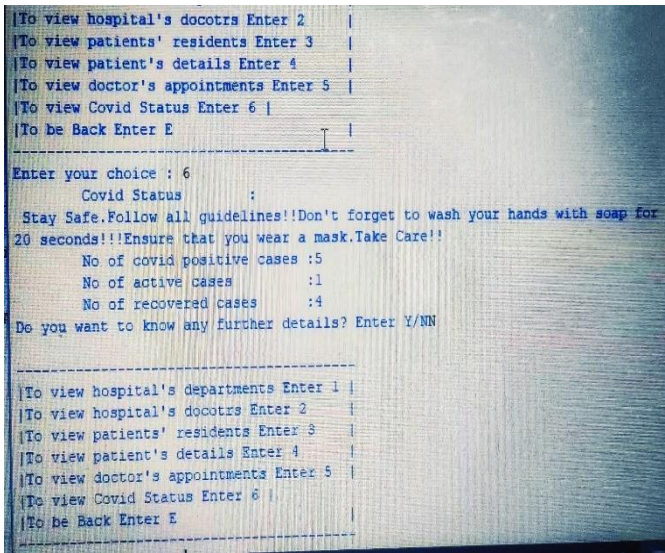 |To view hospital's docotrs Enter 2 |
|To view patients' residents Enter 3 |
|To view patient's details Enter 4 |
|To view doctor's appointments Enter 5 |
|To view Covid Status Enter 6 |
|To be Back Enter E |
---------------------------------------
Enter your choice : 6
Covid Status :
Stay Safe.Follow all guidelines!!Don't forget to wash your hands with soap for
20 seconds!!!Ensure that you wear a mask.Take Care!!
No of covid positive cases :5
No of active cases :1
No of recovered cases :4
Do you want to know any further details? Enter Y/NN
---------------------------------------
|To view hospital's departments Enter 1 |
|To view hospital's docotrs Enter 2 |
|To view patients' residents Enter 3 |
|To view patient's details Enter 4 |
|To view doctor's appointments Enter 5 |
|To view Covid Status Enter 6 |
|To be Back Enter E |
---------------------------------------